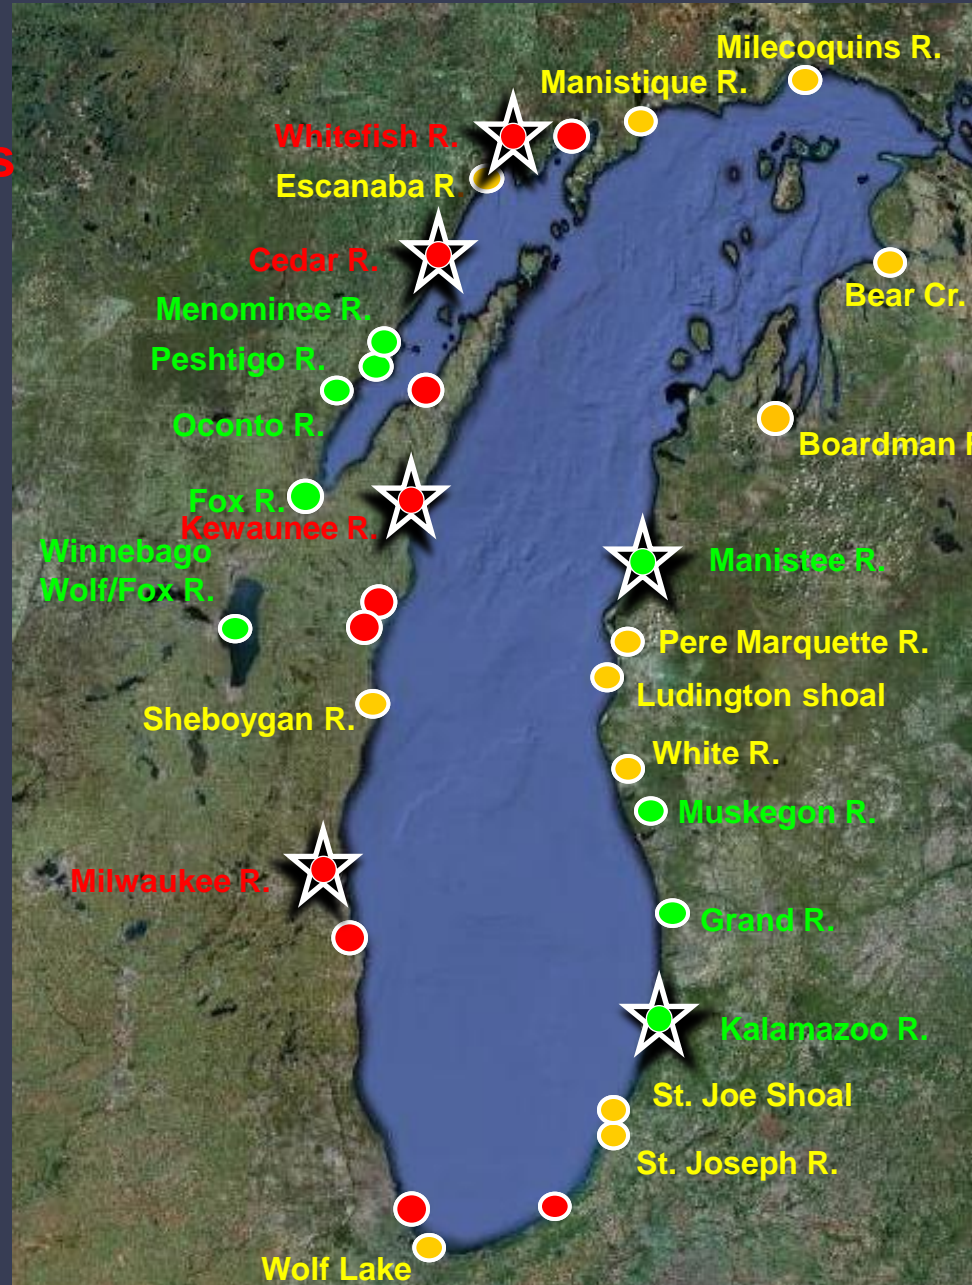 Milecoquins R.
Manistique R.
Whitefish R.
s
Escanaba R
Cedar R.
Bear Cr.
Menominee R.
Peshtigo R.
Oconto R.
Boardman R
Fox R.
Kewaunee R.
Winnebago
Wolf/Fox R.
Manistee R.
Pere Marquette R.
Ludington shoal
Sheboygan R.
White R.
Muskegon R.
Milwaukee R.
Grand R.
Kalamazoo R.
St. Joe Shoal
St. Joseph R.
Wolf Lake